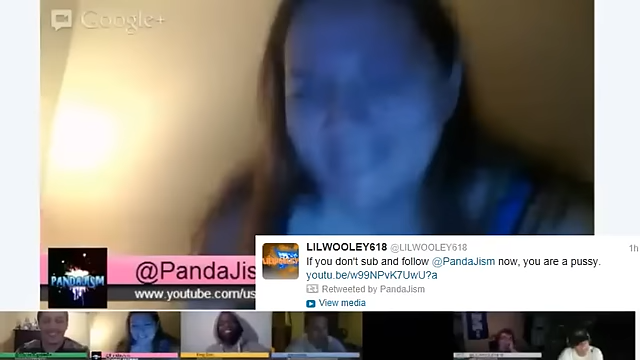 Google+
PANDAJISM
@PandaJis
www.youtube.com/us
LILWOOLEY618 @LILWOOLEY618 1h
If you don't sub and follow @PandaJism now, you are a pussy.
youtu.be/w99NPvK7UwU?a
Retweeted by PandaJism
View media